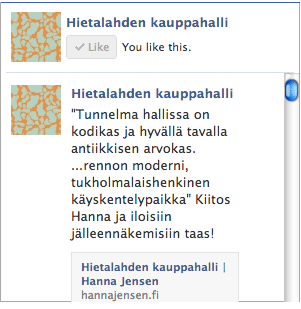 Hietalahden kauppahalli
Like You like this.
Hietalahden kauppahalli
"Tunnelma hallissa on
kodikas ja hyvällä tavalla
antiikkisen arvokas.
...rennon moderni,
tukholmalaishenkinen
käyskentelypaikka" Kiitos
Hanna ja iloisiin
jälleennäkemisiin taas!
Hietalahden kauppahalli |
Hanna Jensen
hannajensen.fi